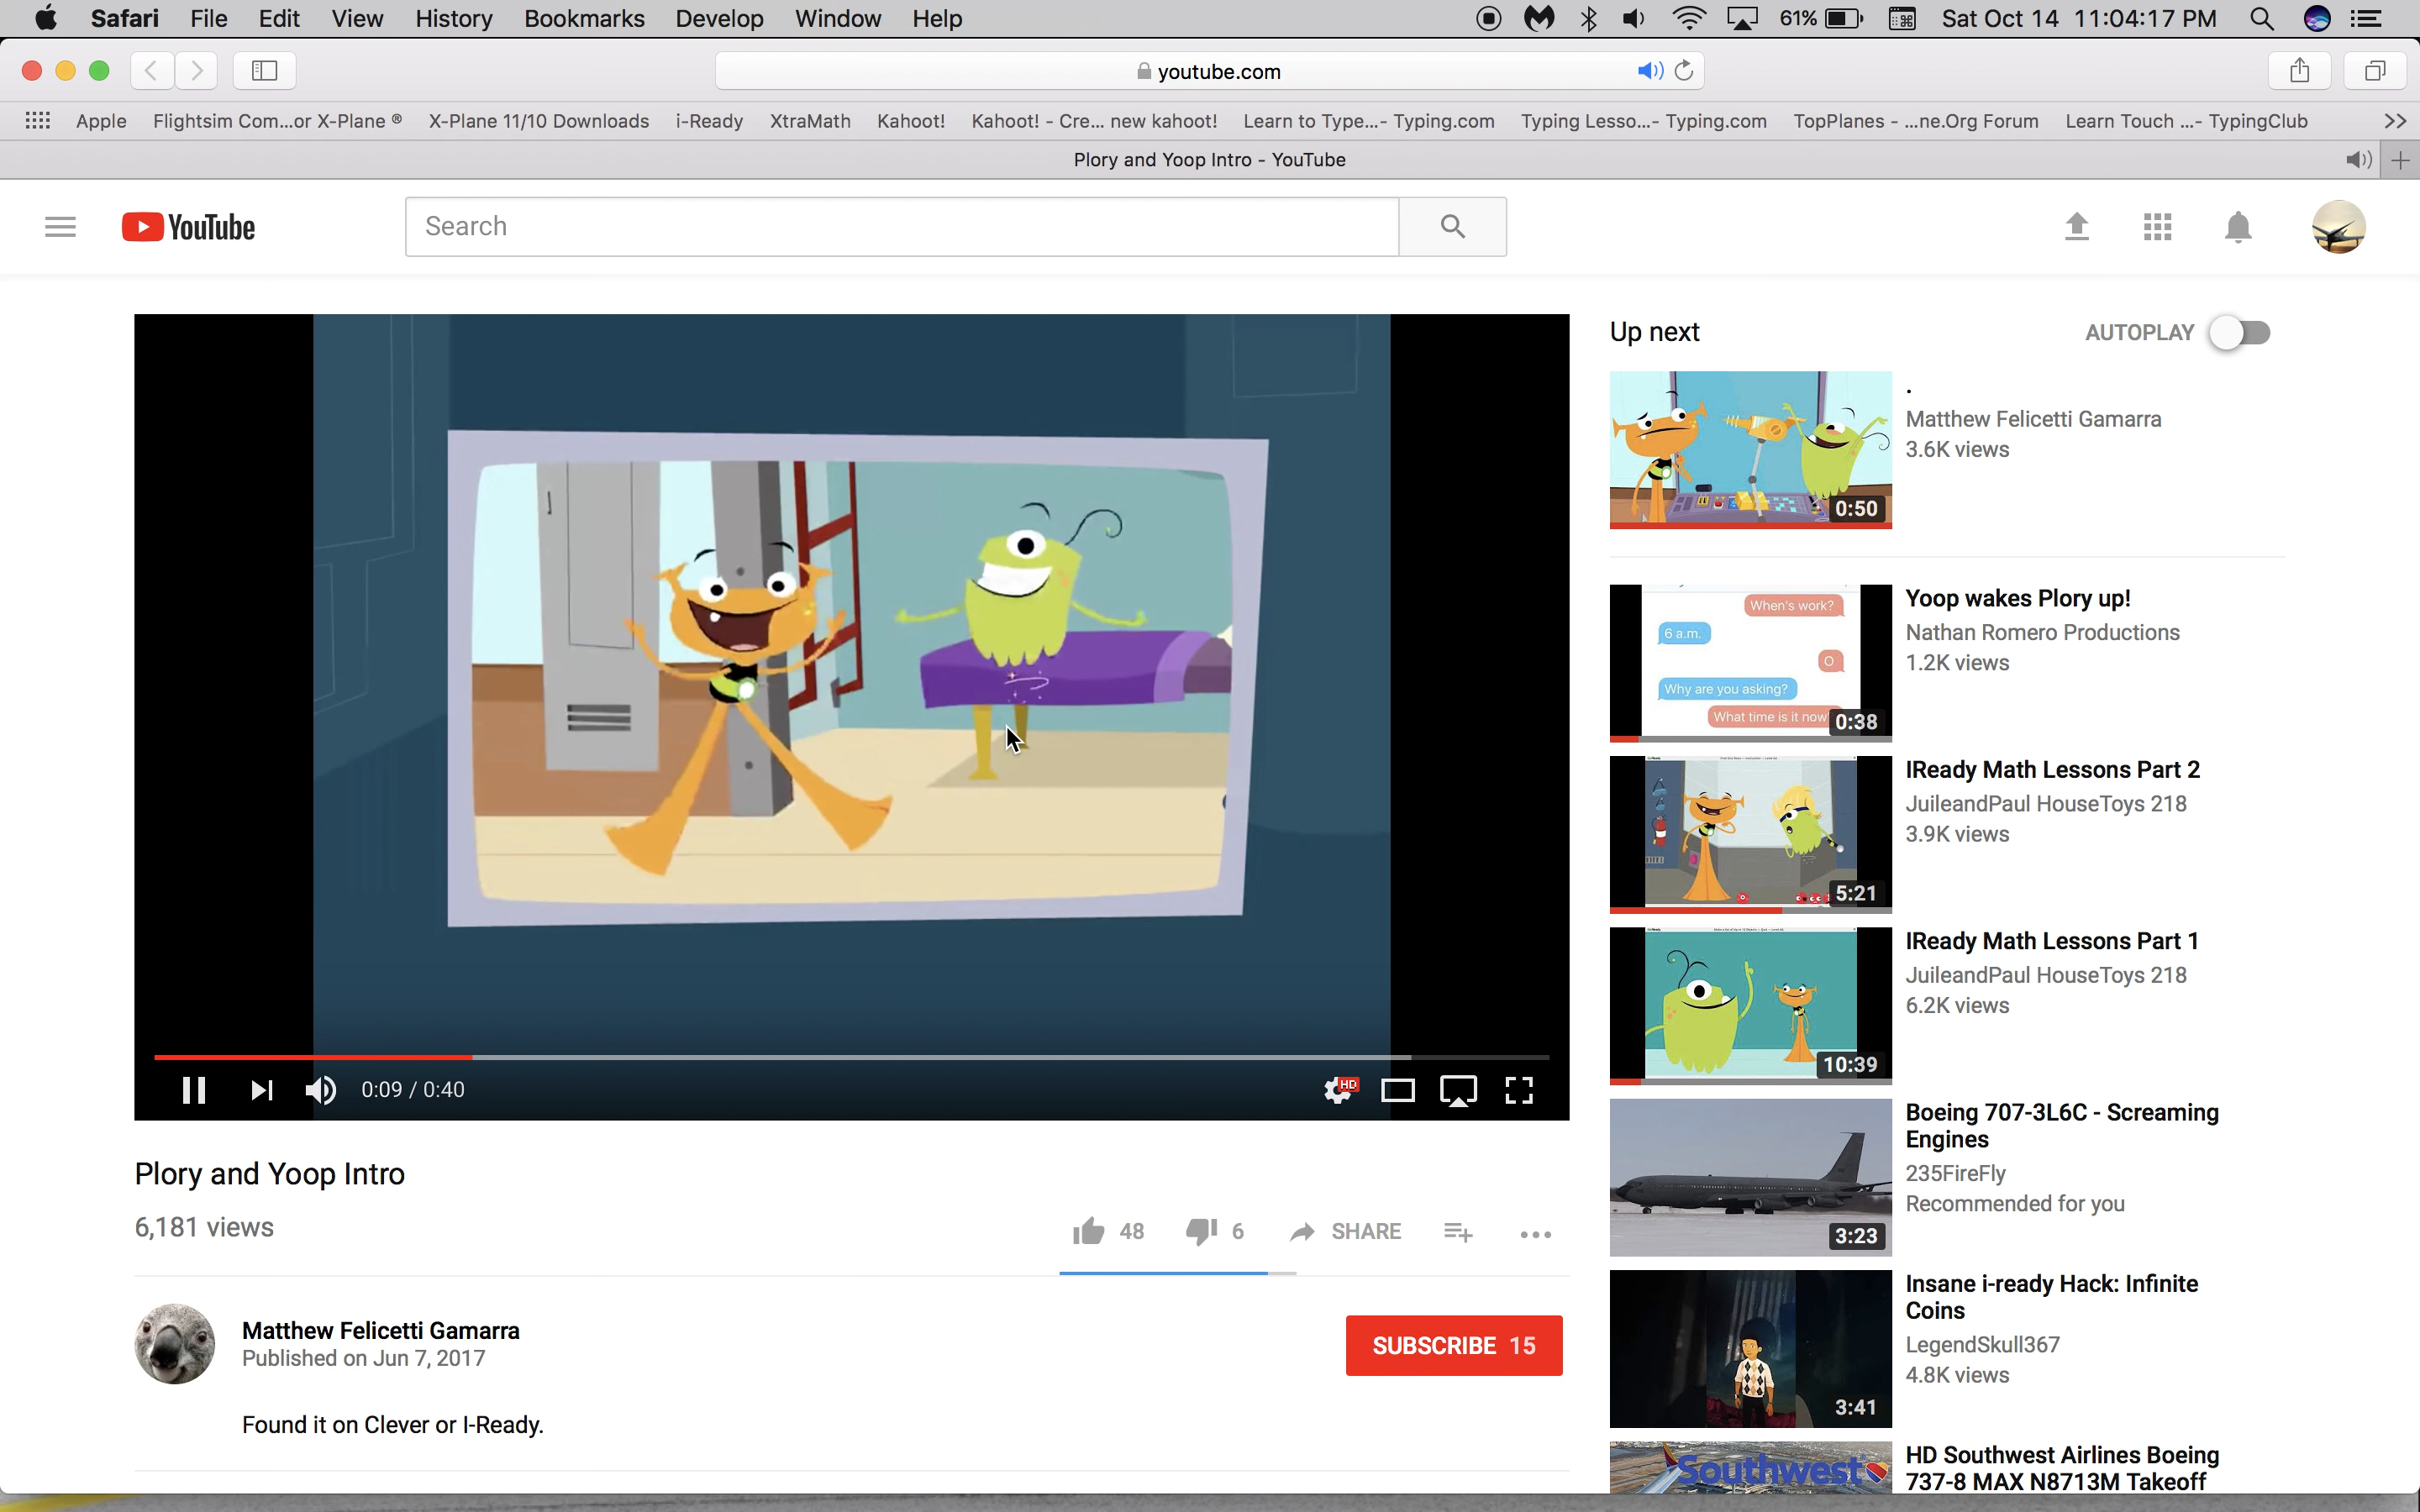 Safari File Edit View History Bookmarks Develop Window Help 61% Sat Oct 14 11:04:17 PM
youtube.com
Apple Flightsim Com...or X-Plane ® X-Plane 11/10 Downloads i-Ready XtraMath Kahoot! Kahoot! - Cre... new kahoot! Learn to Type...- Typing.com Typing Lesso...- Typing.com TopPlanes - ...ne.Org Forum Learn Touch ...- TypingClub >>
Plory and Yoop Intro - YouTube
YouTube
Search
0:09 / 0:40
HD
Plory and Yoop Intro
6,181 views
48 6 SHARE
Matthew Felicetti Gamarra
Published on Jun 7, 2017
SUBSCRIBE 15
Found it on Clever or I-Ready.
Up next AUTOPLAY
0:50
.
Matthew Felicetti Gamarra
3.6K views
When's work?
6 a.m.
O
Why are you asking?
What time is it now
0:38
Yoop wakes Plory up!
Nathan Romero Productions
1.2K views
5:21
IReady Math Lessons Part 2
JuileandPaul HouseToys 218
3.9K views
10:39
IReady Math Lessons Part 1
JuileandPaul HouseToys 218
6.2K views
3:23
Boeing 707-3L6C - Screaming
Engines
235FireFly
Recommended for you
3:41
Insane i-ready Hack: Infinite
Coins
LegendSkull367
4.8K views
Southwest
HD Southwest Airlines Boeing
737-8 MAX N8713M Takeoff